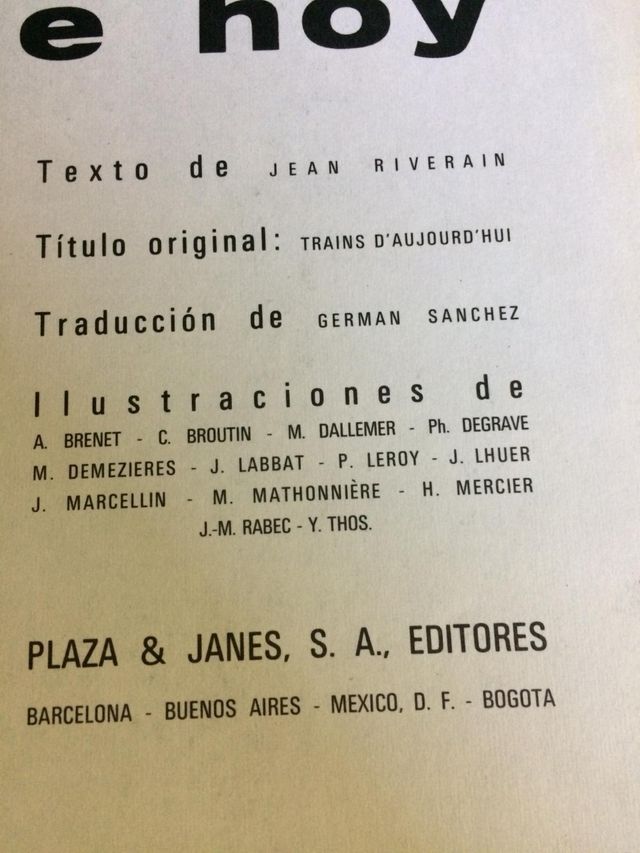 e hoy
Texto de JEAN RIVERAIN
Título original: TRAINS D'AUJOURD'HUI
Traducción de GERMAN SANCHEZ
Ilustraciones de
A. BRENET - C. BROUTIN - M. DALLEMER - Ph. DEGRAVE
M. DEMEZIERES - J. LABBAT - P. LEROY - J. LHUER
J. MARCELLIN - M. MATHONNIÈRE - H. MERCIER
J.-M. RABEC - Y. THOS.
PLAZA & JANES, S. A., EDITORES
BARCELONA - BUENOS AIRES - MEXICO, D. F. - BOGOTA